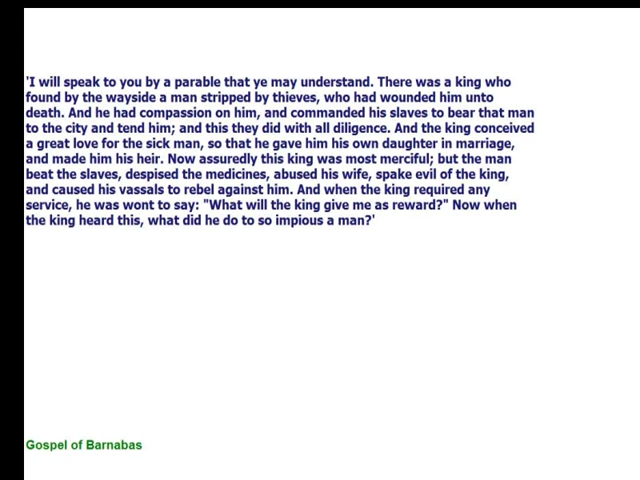 'I will speak to you by a parable that ye may understand. There was a king who
found by the wayside a man stripped by thieves, who had wounded him unto
death. And he had compassion on him, and commanded his slaves to bear that man
to the city and tend him; and this they did with all diligence. And the king conceived
a great love for the sick man, so that he gave him his own daughter in marriage,
and made him his heir. Now assuredly this king was most merciful; but the man
beat the slaves, despised the medicines, abused his wife, spake evil of the king,
and caused his vassals to rebel against him. And when the king required any
service, he was wont to say: "What will the king give me as reward?" Now when
the king heard this, what did he do to so impious a man?'
Gospel of Barnabas